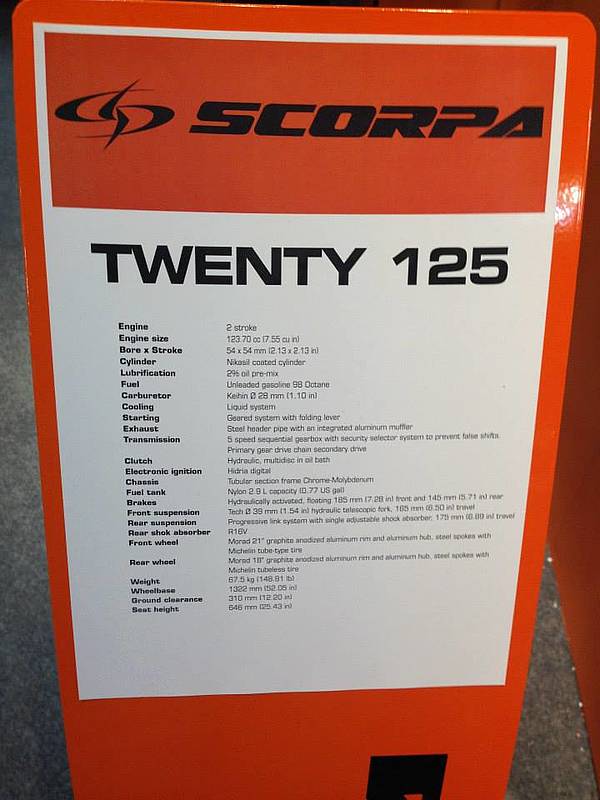 SCORPA
TWENTY 125
Engine 2 stroke
Engine size 123.70 cc (7.55 cu in)
Bore x Stroke 54 x 54 mm (2.13 x 2.13 in)
Cylinder Nikasil coated cylinder
Lubrification 2% oil pre-mix
Fuel Unleaded gasoline 98 Octane
Carburetor Keihin Ø 28 mm (1.10 in)
Cooling Liquid system
Starting Geared system with folding lever
Exhaust Steel header pipe with an integrated aluminum muffler
Transmission 5 speed sequential gearbox with security selector system to prevent false shifts.
Primary gear drive chain secondary drive
Clutch Hydraulic, multidisc in oil bath
Electronic ignition Hidria digital
Chassis Tubular section frame Chrome-Molybdenum
Fuel tank Nylon 2.9 L capacity (0.77 US gal)
Brakes Hydraulically activated, floating 185 mm (7.28 in) front and 145 mm (5.71 in) rear
Front suspension Tech Ø 39 mm (1.54 in) hydraulic telescopic fork, 165 mm (6.50 in) travel
Rear suspension Progressive link system with single adjustable shock absorber, 175 mm (6.89 in) travel
Rear shok absorber R16V
Front wheel Morad 21" graphite anodized aluminum rim and aluminum hub, steel spokes with
Michelin tube-type tire
Rear wheel Morad 18" graphite anodized aluminum rim and aluminum hub, steel spokes with
Michelin tubeless tire
Weight 67.5 kg (148.81 lb)
Wheelbase 1322 mm (52.05 in)
Ground clearance 310 mm (12.20 in)
Seat height 646 mm (25.43 in)